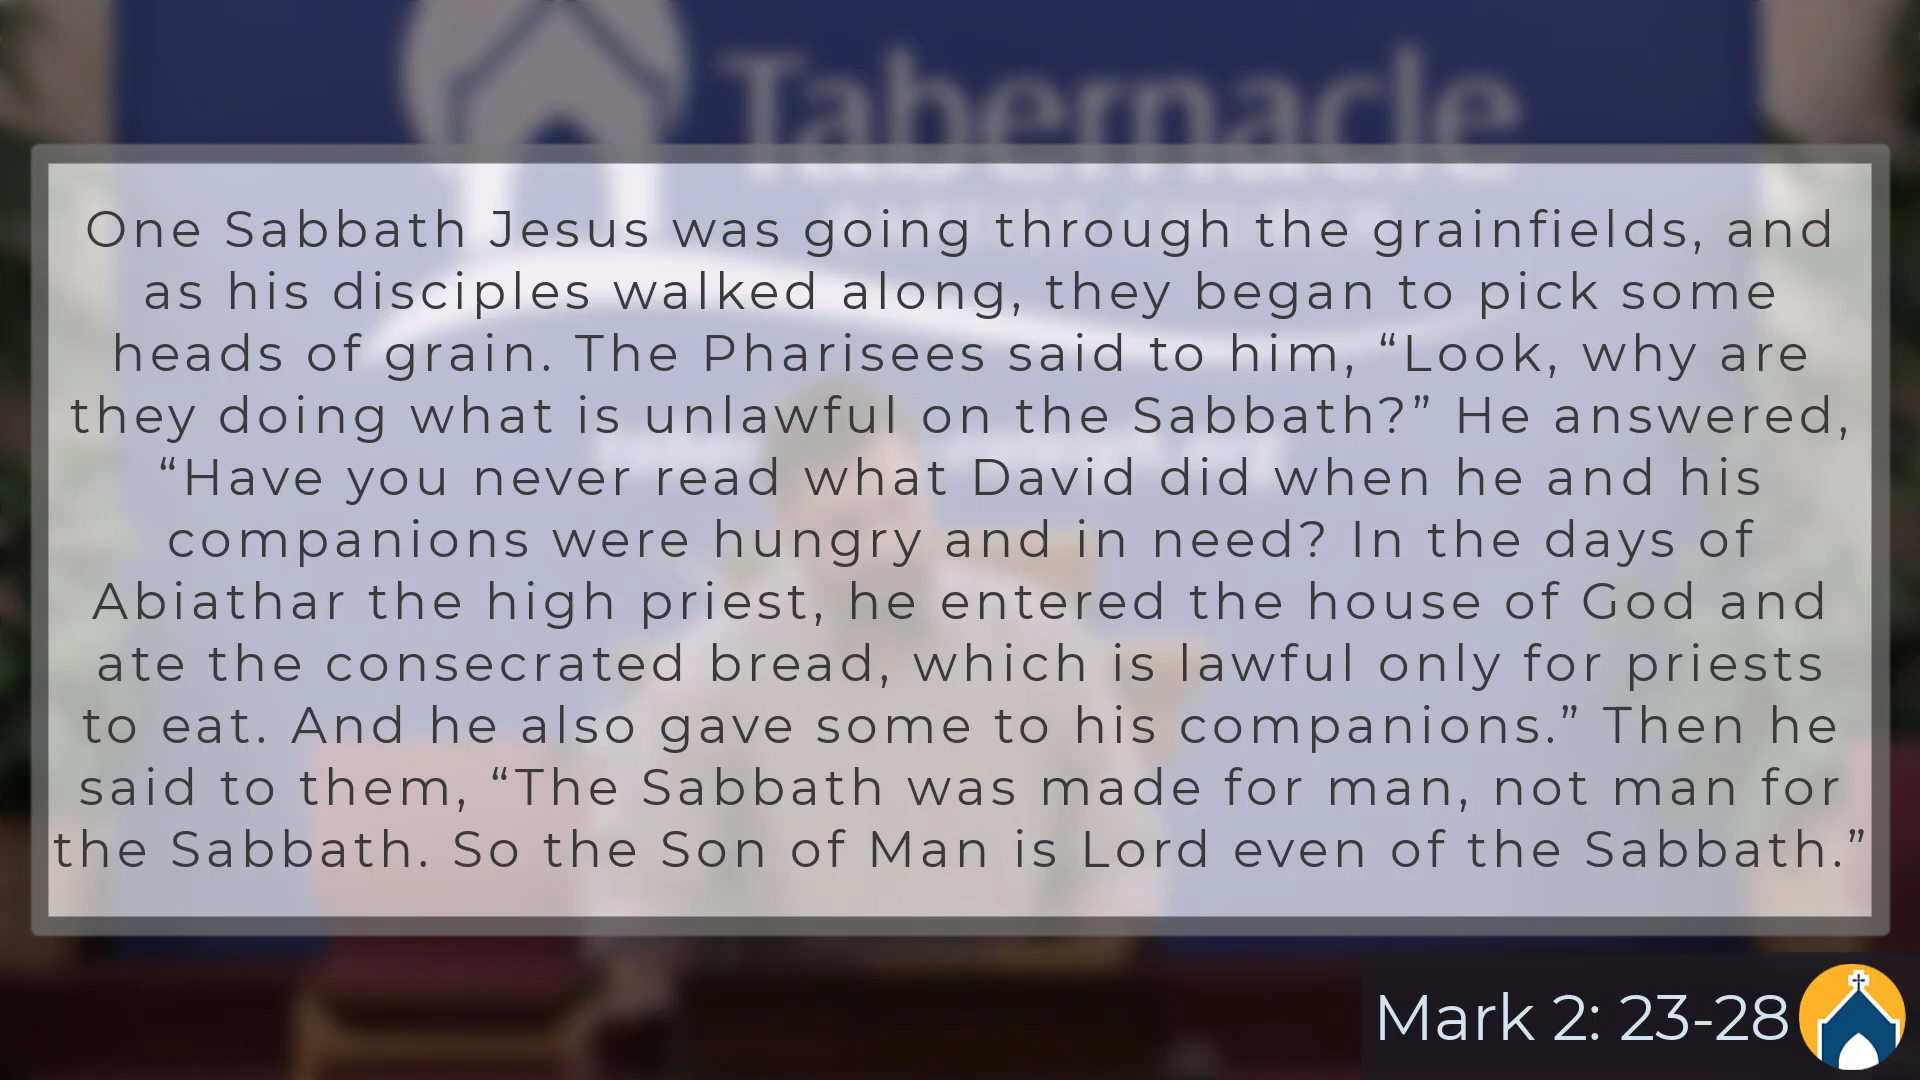 Tabernacle
One Sabbath Jesus was going through the grainfields, and
as his disciples walked along, they began to pick some
heads of grain. The Pharisees said to him, “Look, why are
they doing what is unlawful on the Sabbath?” He answered,
“Have you never read what David did when he and his
companions were hungry and in need? In the days of
Abiathar the high priest, he entered the house of God and
ate the consecrated bread, which is lawful only for priests
to eat. And he also gave some to his companions.” Then he
said to them, “The Sabbath was made for man, not man for
the Sabbath. So the Son of Man is Lord even of the Sabbath.”
Mark 2: 23-28